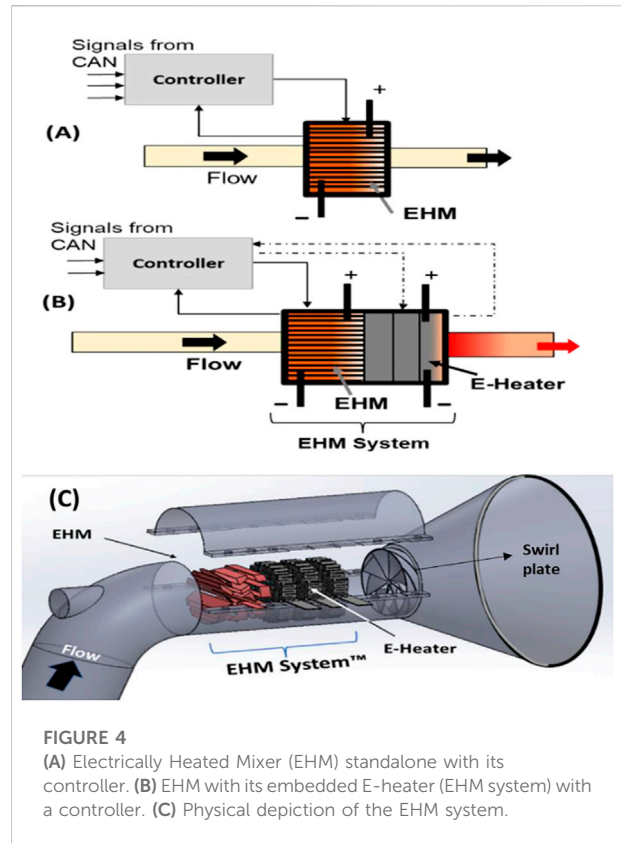 Signals from
CAN
Controller
+
(A)
Flow
−
EHM
Signals from
CAN
Controller
+
+
(B)
Flow
E-Heater
−
EHM
−
EHM System
(C)
EHM
Swirl
plate
E-Heater
Flow
EHM System™
FIGURE 4
(A) Electrically Heated Mixer (EHM) standalone with its
controller. (B) EHM with its embedded E-heater (EHM system) with
a controller. (C) Physical depiction of the EHM system.